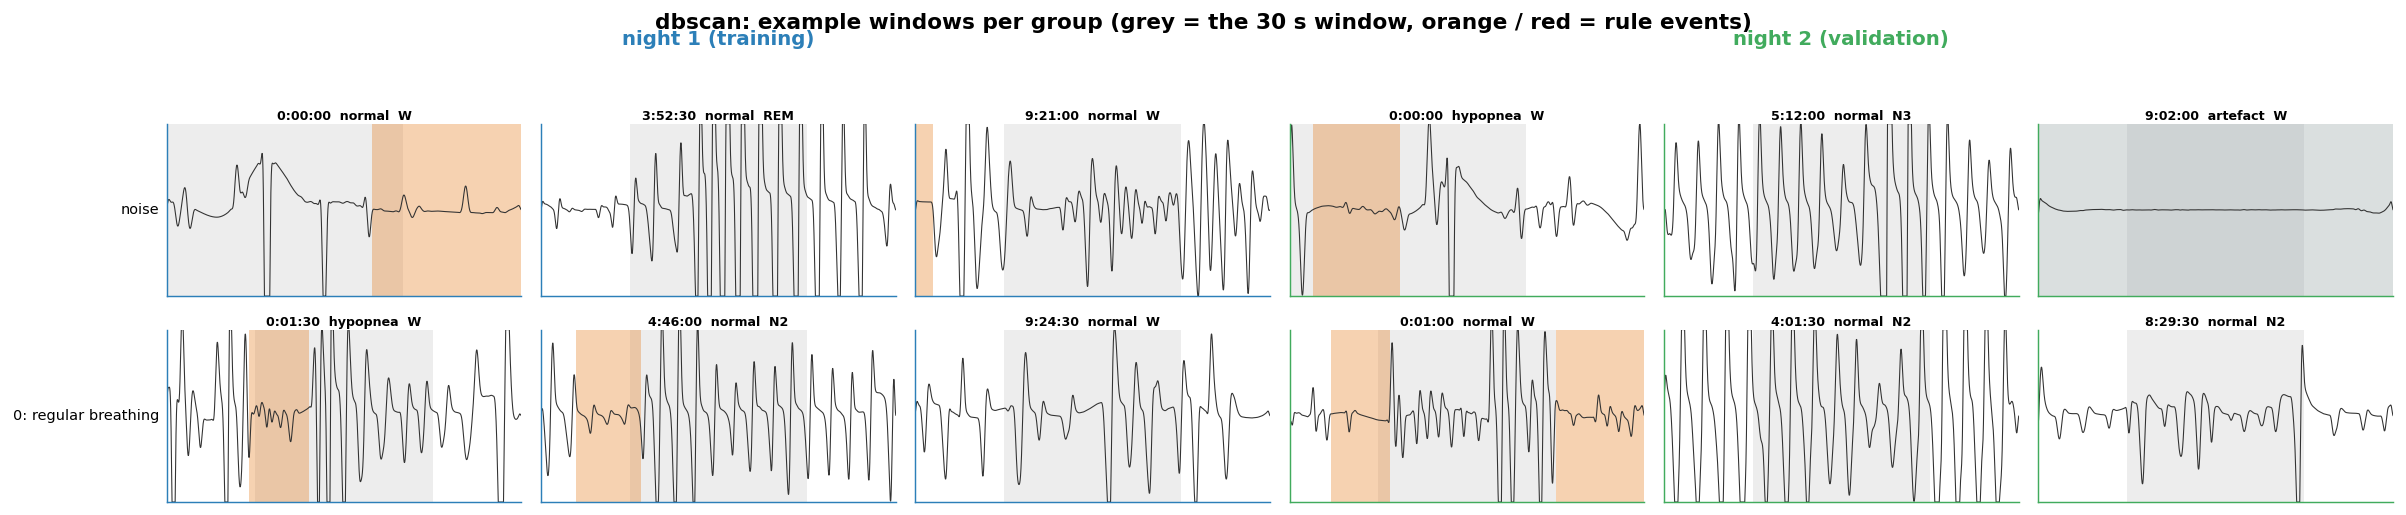 dbscan: example windows per group (grey = the 30 s window, orange / red = rule events)
night 1 (training)
night 2 (validation)
0:00:00  normal  W
3:52:30  normal  REM
9:21:00  normal  W
0:00:00  hypopnea  W
5:12:00  normal  N3
9:02:00  artefact  W
noise
0:01:30  hypopnea  W
4:46:00  normal  N2
9:24:30  normal  W
0:01:00  normal  W
4:01:30  normal  N2
8:29:30  normal  N2
0: regular breathing